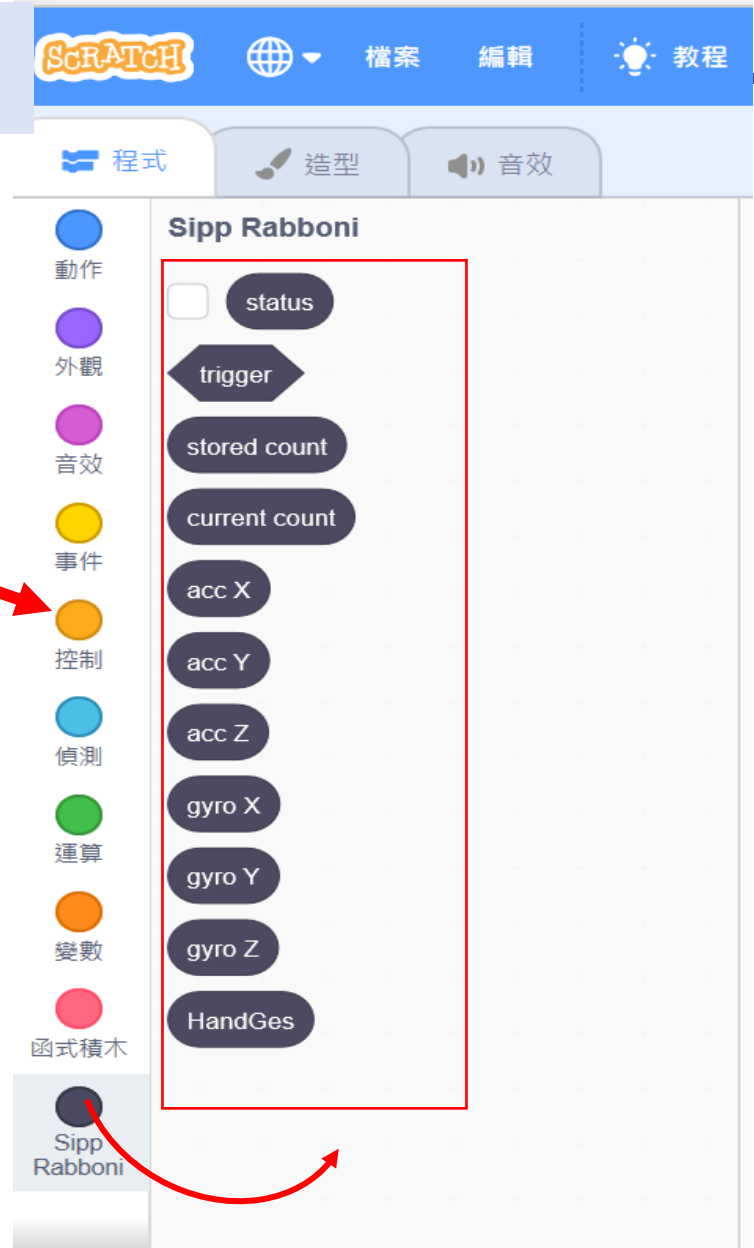 SCRATCH 檔案 編輯 教程
程式 造型 音效
Sipp Rabboni
動作
外觀
音效
事件
控制
偵測
運算
變數
函式積木
Sipp
Rabboni
status
trigger
stored count
current count
acc X
acc Y
acc Z
gyro X
gyro Y
gyro Z
HandGes